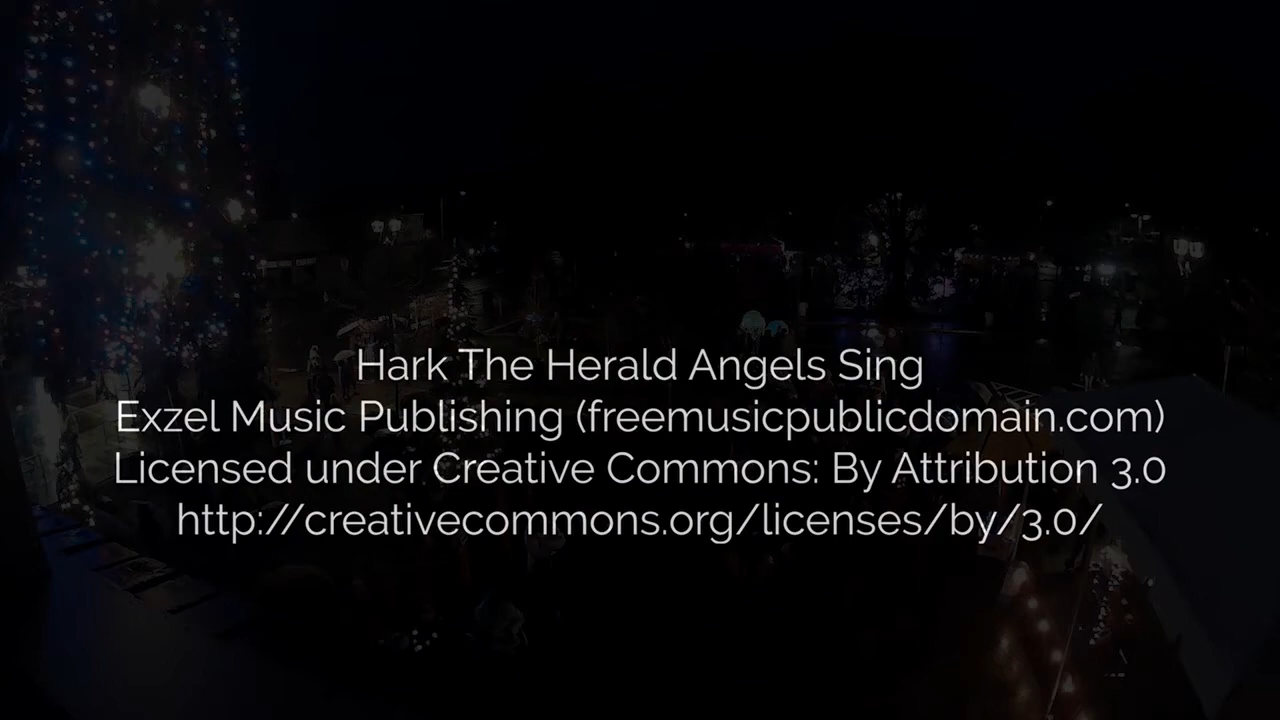 Hark The Herald Angels Sing
Exzel Music Publishing (freemusicpublicdomain.com)
Licensed under Creative Commons: By Attribution 3.0
http://creativecommons.org/licenses/by/3.0/